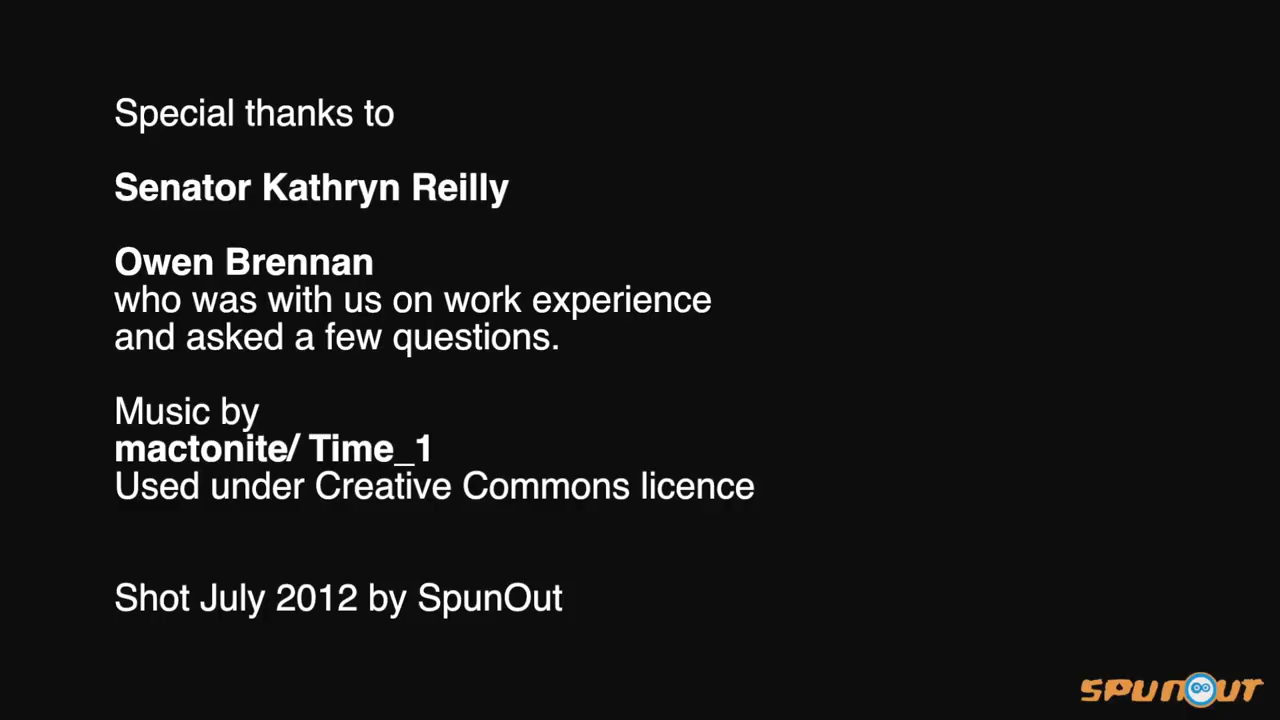 Special thanks to
Senator Kathryn Reilly
Owen Brennan
who was with us on work experience
and asked a few questions.
Music by
mactonite/ Time_1
Used under Creative Commons licence
Shot July 2012 by SpunOut
SPUNOUT